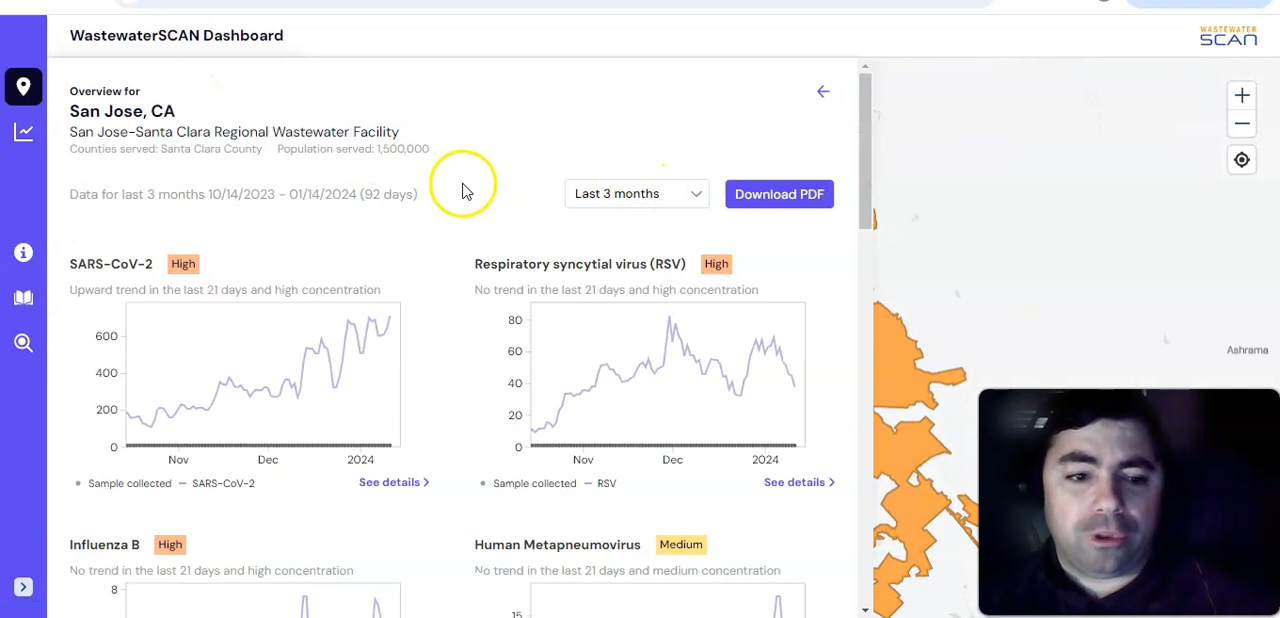 WastewaterSCAN Dashboard
WASTEWATER
SCAN
Overview for
San Jose, CA
San Jose-Santa Clara Regional Wastewater Facility
Counties served: Santa Clara County Population served: 1,500,000
Data for last 3 months 10/14/2023 - 01/14/2024 (92 days)
Last 3 months
Download PDF
SARS-CoV-2 High
Upward trend in the last 21 days and high concentration
600
400
200
0
Nov Dec 2024
Sample collected SARS-CoV-2
See details
Respiratory syncytial virus (RSV) High
No trend in the last 21 days and high concentration
80
60
40
20
0
Nov Dec 2024
Sample collected RSV
See details
Influenza B High
No trend in the last 21 days and high concentration
8
Human Metapneumovirus Medium
No trend in the last 21 days and medium concentration
15
Ashrama